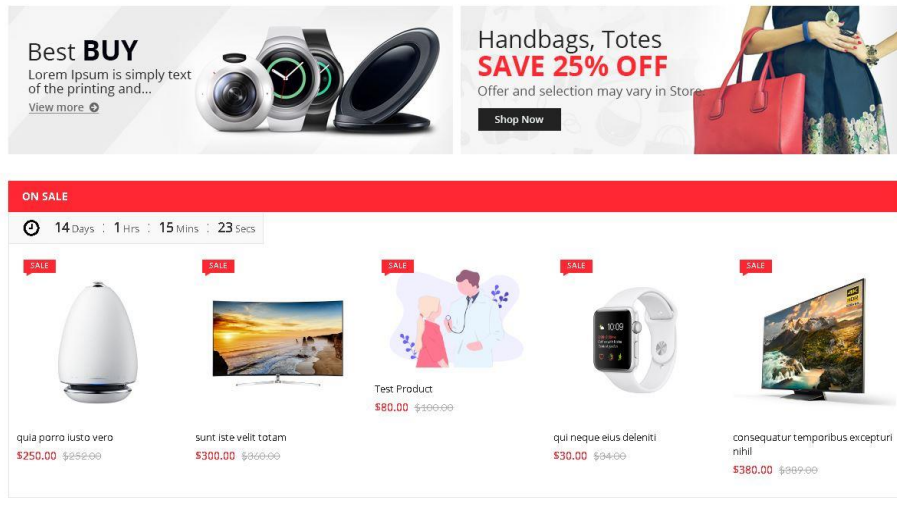 Best BUY
Lorem Ipsum is simply text
of the printing and...
View more
Handbags, Totes
SAVE 25% OFF
Offer and selection may vary in Store.
Shop Now
ON SALE
14 Days : 1 Hrs : 15 Mins : 23 Secs
SALE
SALE
SALE
SALE
SALE
4K
10:09
Test Product
$80.00 $100.00
quia porro iusto vero
$250.00 $252.00
sunt iste velit totam
$300.00 $360.00
qui neque eius deleniti
$30.00 $34.00
consequatur temporibus excepturi
nihil
$380.00 $389.00